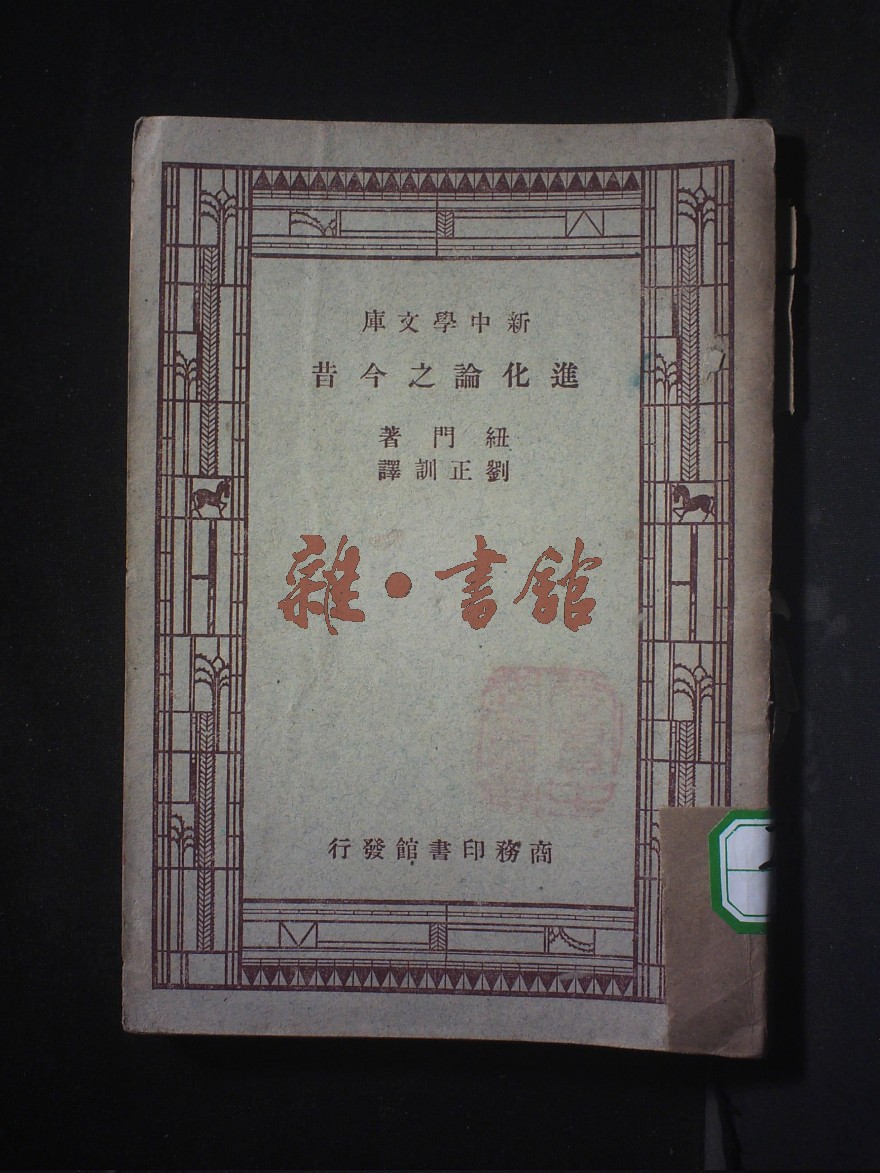 新中學文庫
進化論之今昔
紐門著
劉正訓譯
雜·書館
商務印書館發行